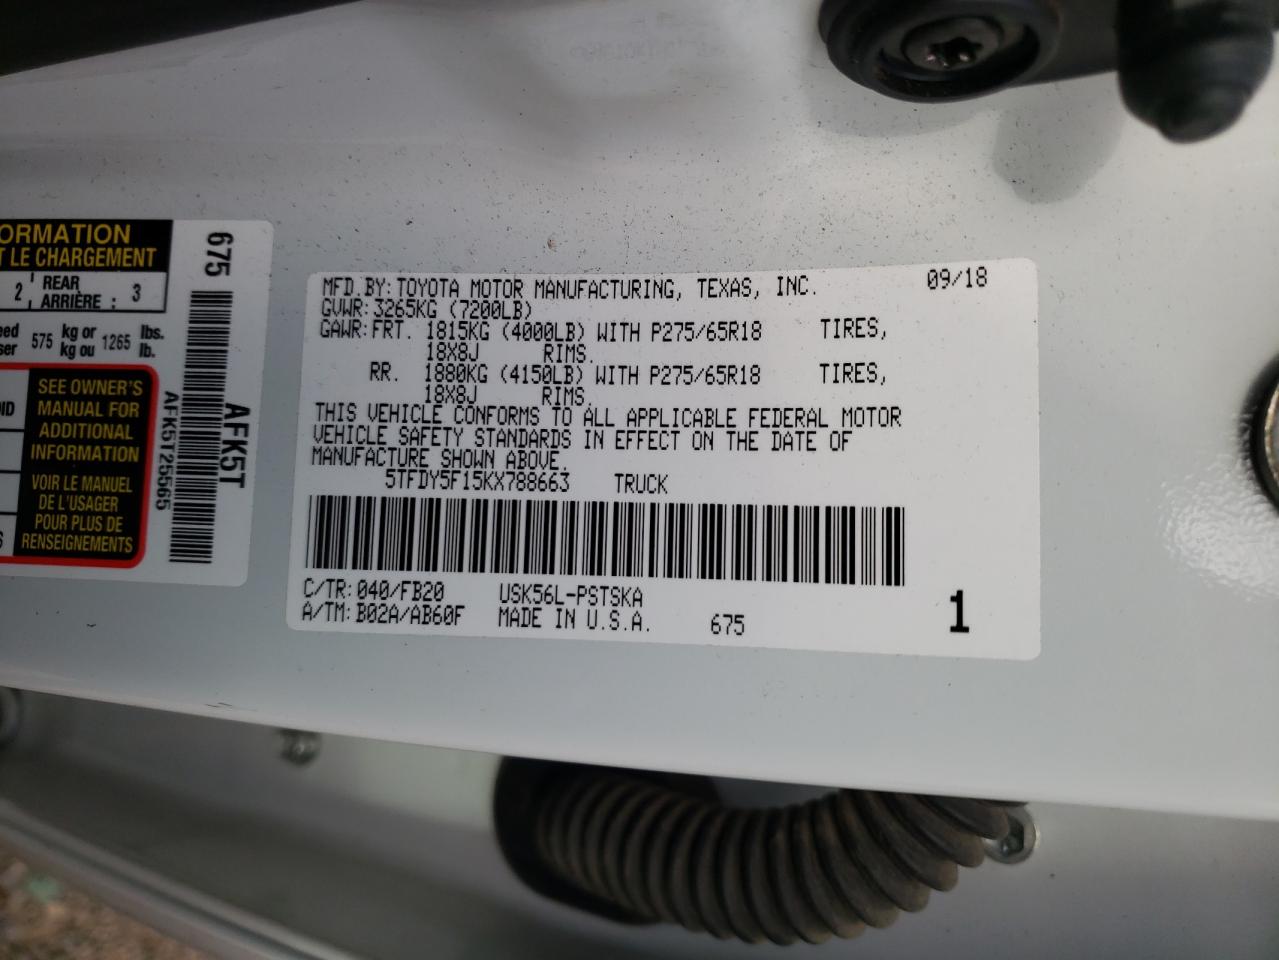 ORMATION
T LE CHARGEMENT
2 REAR ARRIÈRE : 3
575 kg or kg ou 1265 lbs. lb.
SEE OWNER'S
MANUAL FOR
ADDITIONAL
INFORMATION
VOIR LE MANUEL
DE L'USAGER
POUR PLUS DE
RENSEIGNEMENTS
675
AFK5T
AFK5T25565
MFD.BY:TOYOTA MOTOR MANUFACTURING, TEXAS, INC. 09/18
GVWR:3265KG (7200LB)
GAWR:FRT. 1815KG (4000LB) WITH P275/65R18 TIRES,
18X8J RIMS.
RR. 1880KG (4150LB) WITH P275/65R18 TIRES,
18X8J RIMS.
THIS VEHICLE CONFORMS TO ALL APPLICABLE FEDERAL MOTOR
VEHICLE SAFETY STANDARDS IN EFFECT ON THE DATE OF
MANUFACTURE SHOWN ABOVE.
5TFDY5F15KX788663 TRUCK
C/TR:040/FB20 USK56L-PSTSKA
A/TM:B02A/AB60F MADE IN U.S.A. 675 1